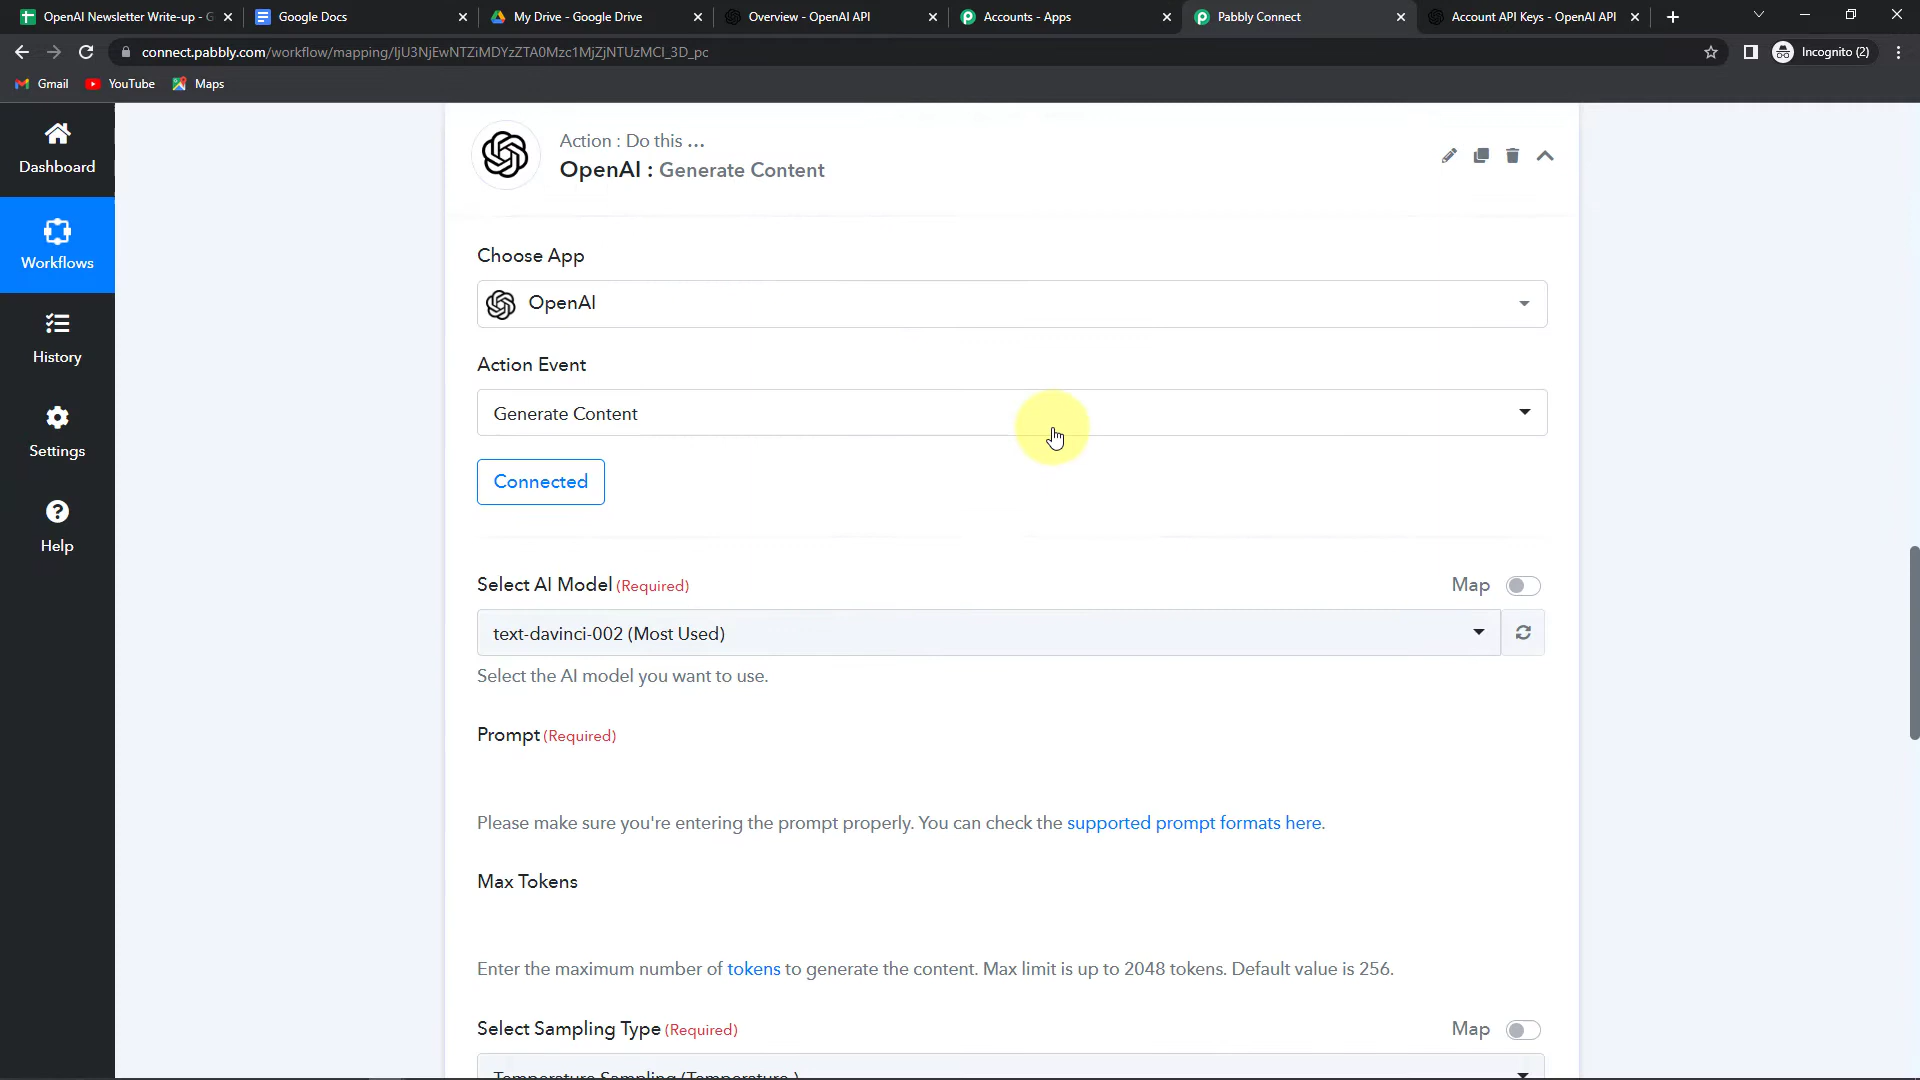 OpenAI Newsletter Write-up - G
Google Docs
My Drive - Google Drive
Overview - OpenAI API
Accounts - Apps
Pabbly Connect
Account API Keys - OpenAI API
connect.pabbly.com/workflow/mapping/IjU3NjEwNTZiMDYzZTA0Mzc1MjZjNTUzMCI_3D_pc
Incognito (2)
Gmail
YouTube
Maps
Dashboard
Workflows
History
Settings
Help
Action : Do this ...
OpenAI : Generate Content
Choose App
OpenAI
Action Event
Generate Content
Connected
Select AI Model (Required)
Map
text-davinci-002 (Most Used)
Select the AI model you want to use.
Prompt (Required)
Please make sure you're entering the prompt properly. You can check the supported prompt formats here.
Max Tokens
Enter the maximum number of tokens to generate the content. Max limit is up to 2048 tokens. Default value is 256.
Select Sampling Type (Required)
Map
Temperature Sampling (Temperature )